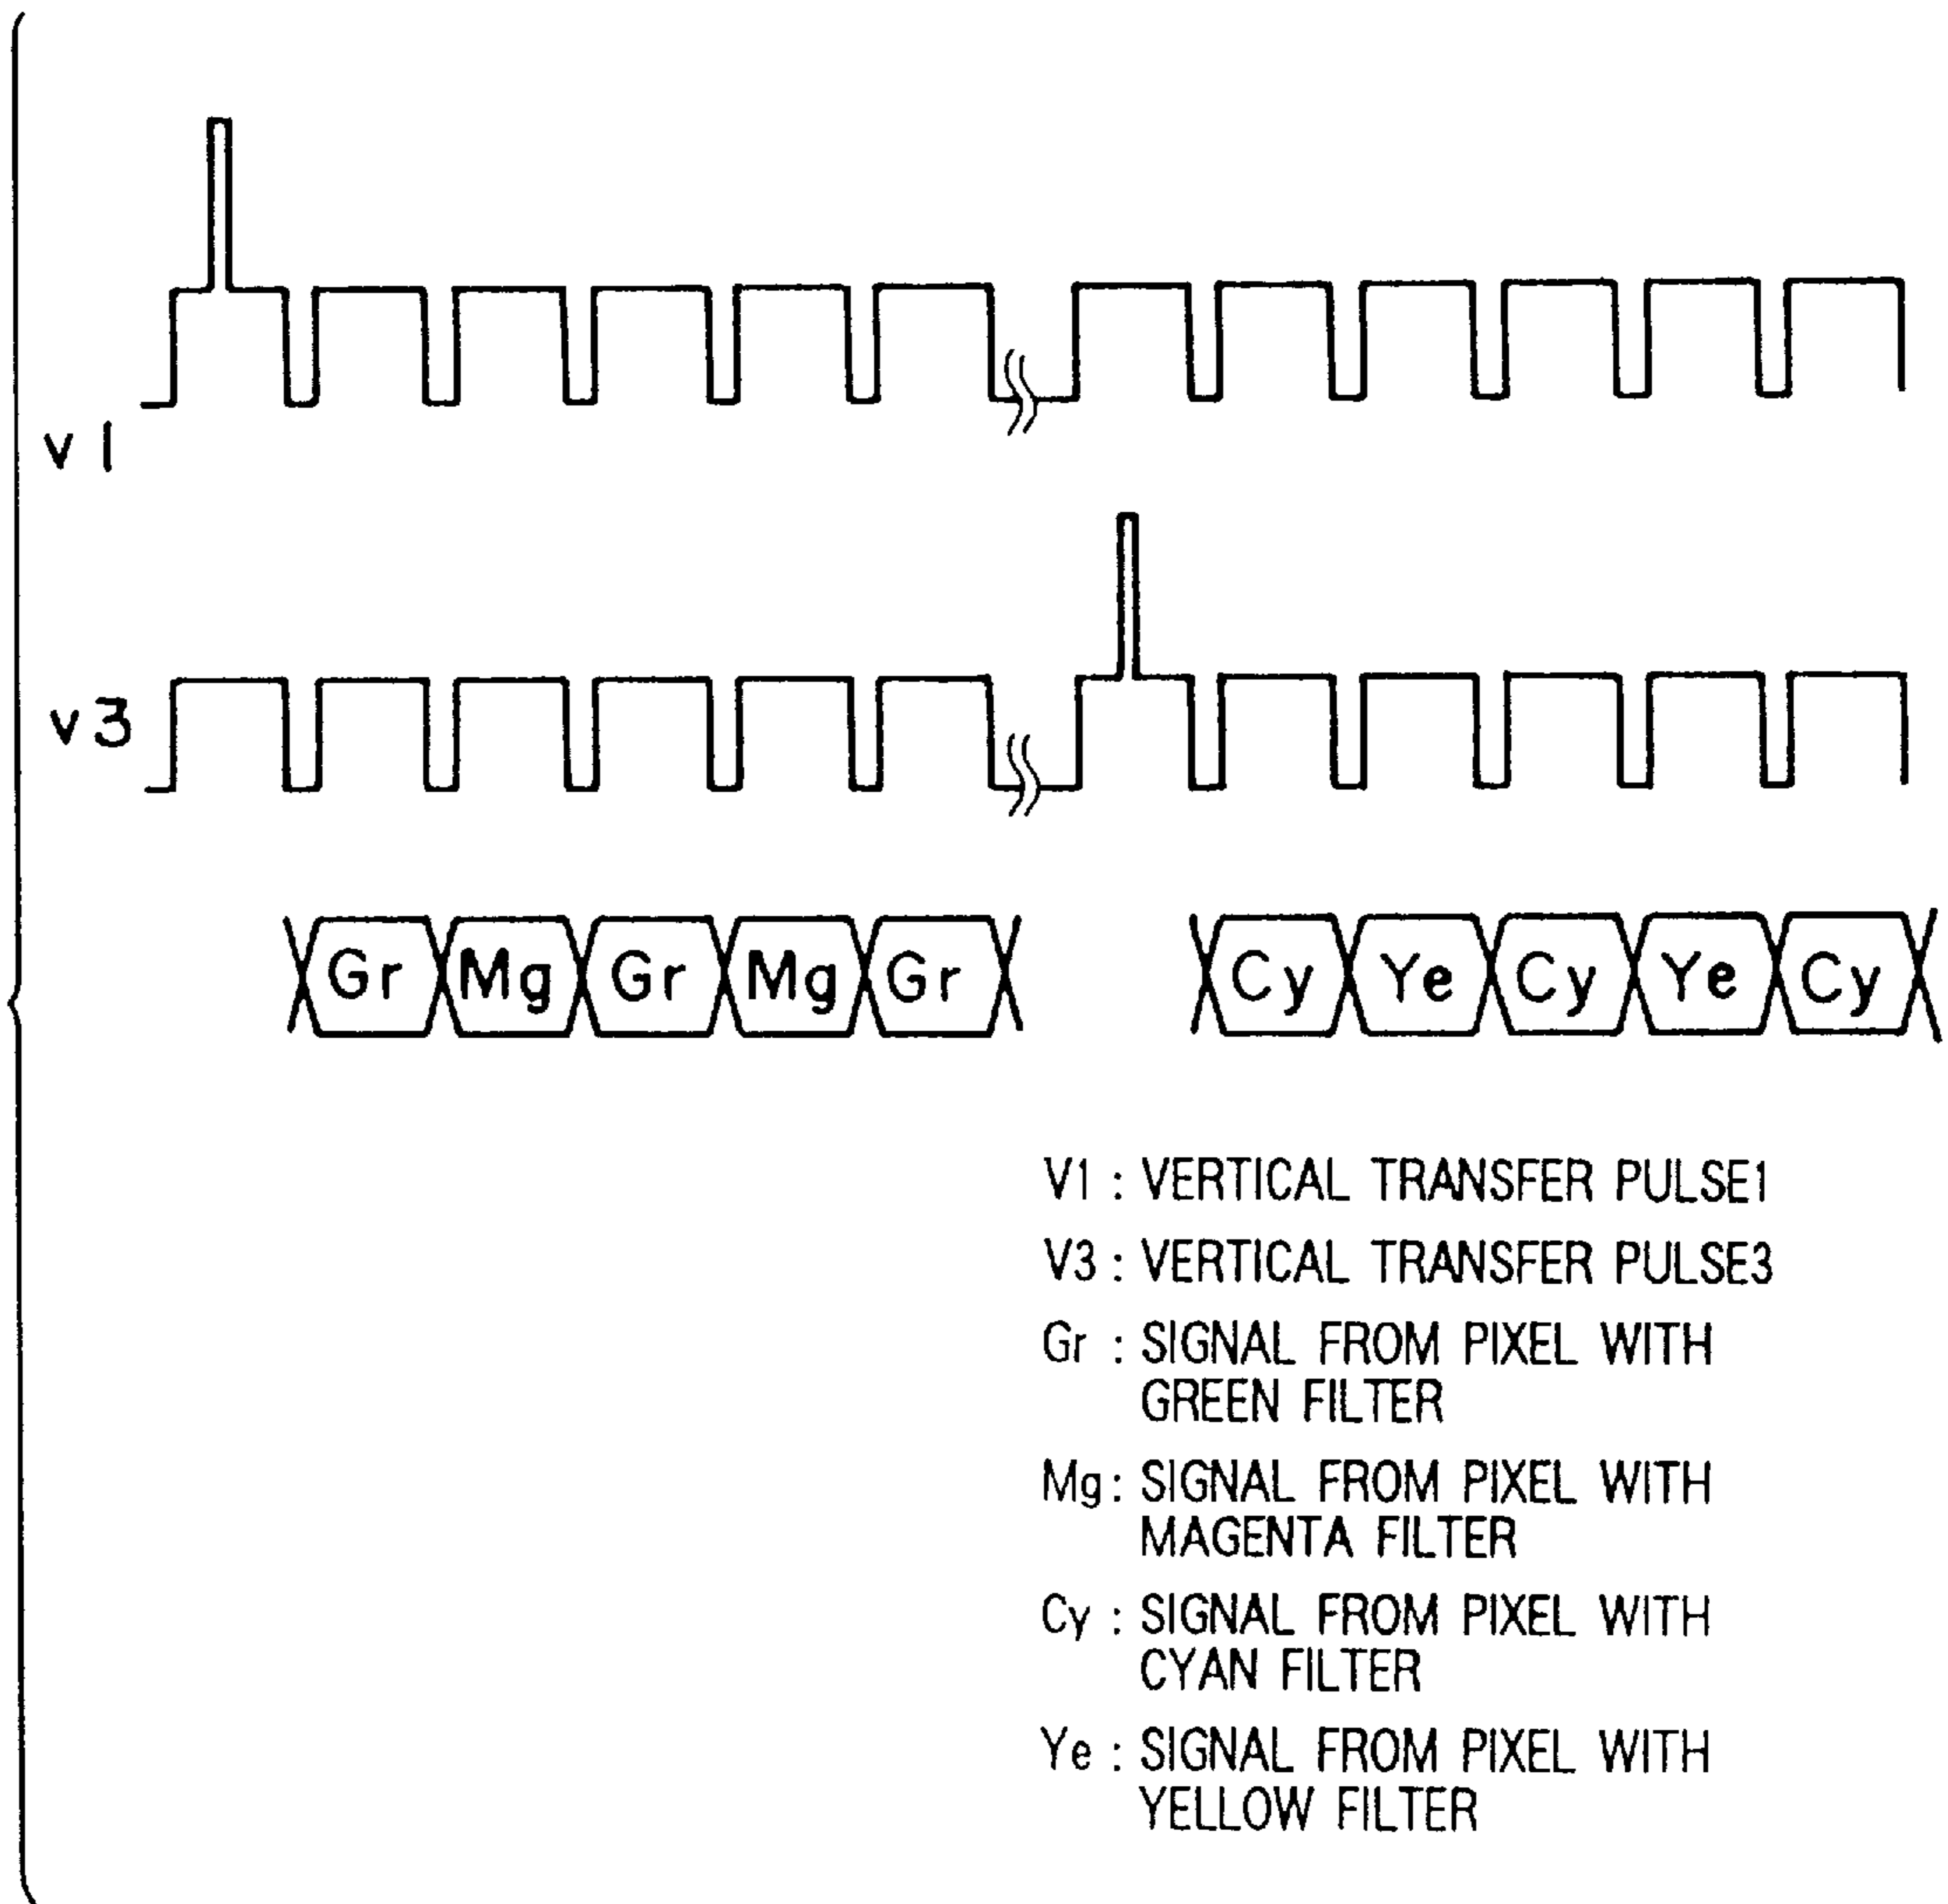 v1
v3
Gr Mg Gr Mg Gr Cy Ye Cy Ye Cy
V1 : VERTICAL TRANSFER PULSE1
V3 : VERTICAL TRANSFER PULSE3
Gr : SIGNAL FROM PIXEL WITH
GREEN FILTER
Mg : SIGNAL FROM PIXEL WITH
MAGENTA FILTER
Cy : SIGNAL FROM PIXEL WITH
CYAN FILTER
Ye : SIGNAL FROM PIXEL WITH
YELLOW FILTER